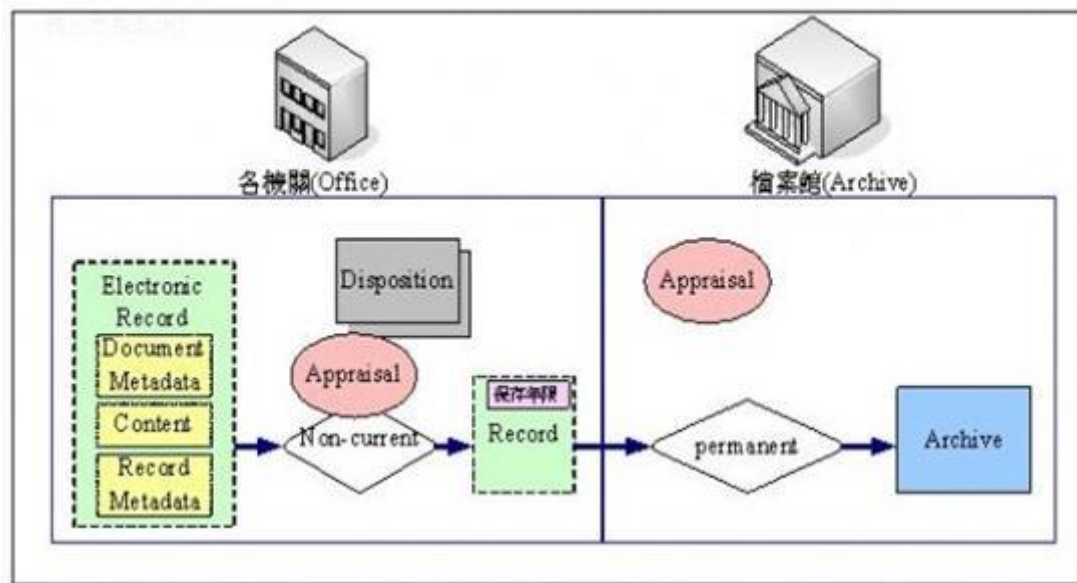 各機關(Office)
檔案館(Archive)
Electronic
Record
Document
Metadata
Content
Record
Metadata
Disposition
Appraisal
Non-current
保存年限
Record
Appraisal
permanent
Archive